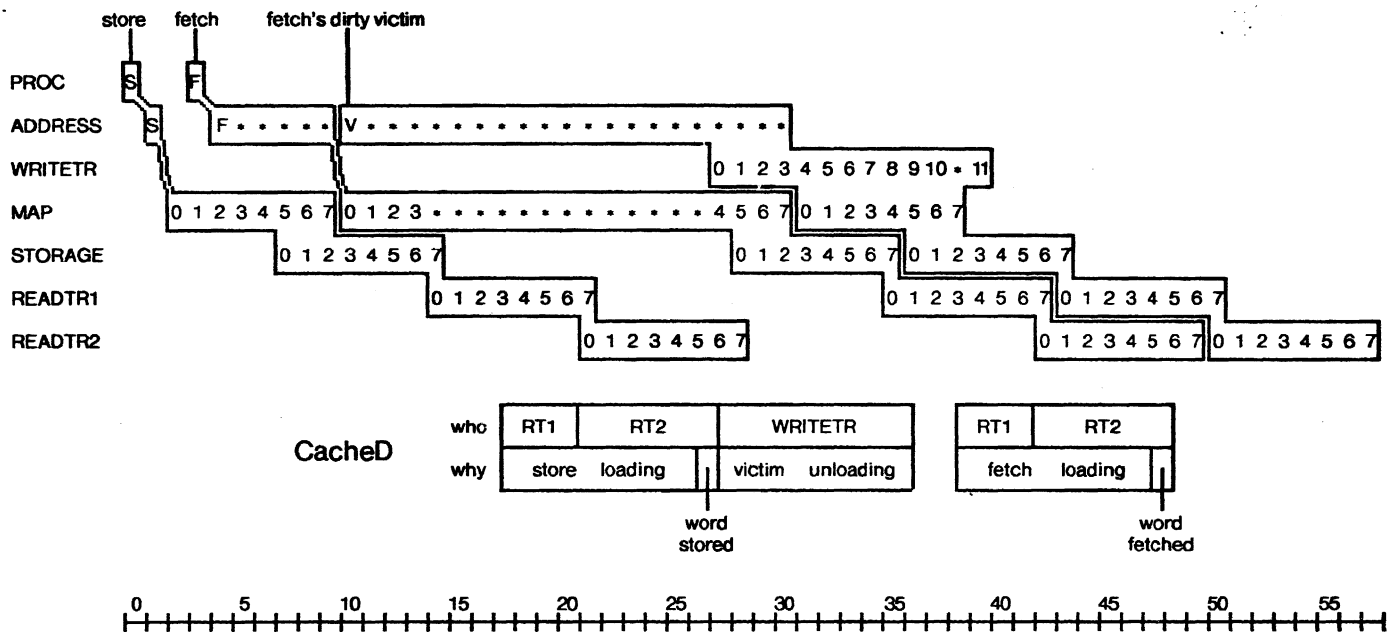 store fetch fetch's dirty victim
PROC S F
ADDRESS S F * * * * * V * * * * * * * * * * * * * * * * * * * *
WRITETR 0 1 2 3 4 5 6 7 8 9 10 * 11
MAP 0 1 2 3 4 5 6 7 0 1 2 3 * * * * * * * * * * * * * 4 5 6 7 0 1 2 3 4 5 6 7
STORAGE 0 1 2 3 4 5 6 7 0 1 2 3 4 5 6 7 0 1 2 3 4 5 6 7
READTR1 0 1 2 3 4 5 6 7 0 1 2 3 4 5 6 7 0 1 2 3 4 5 6 7
READTR2 0 1 2 3 4 5 6 7 0 1 2 3 4 5 6 7 0 1 2 3 4 5 6 7
CacheD
who RT1 RT2 WRITETR RT1 RT2
why store loading victim unloading fetch loading
word stored
word fetched
0 5 10 15 20 25 30 35 40 45 50 55